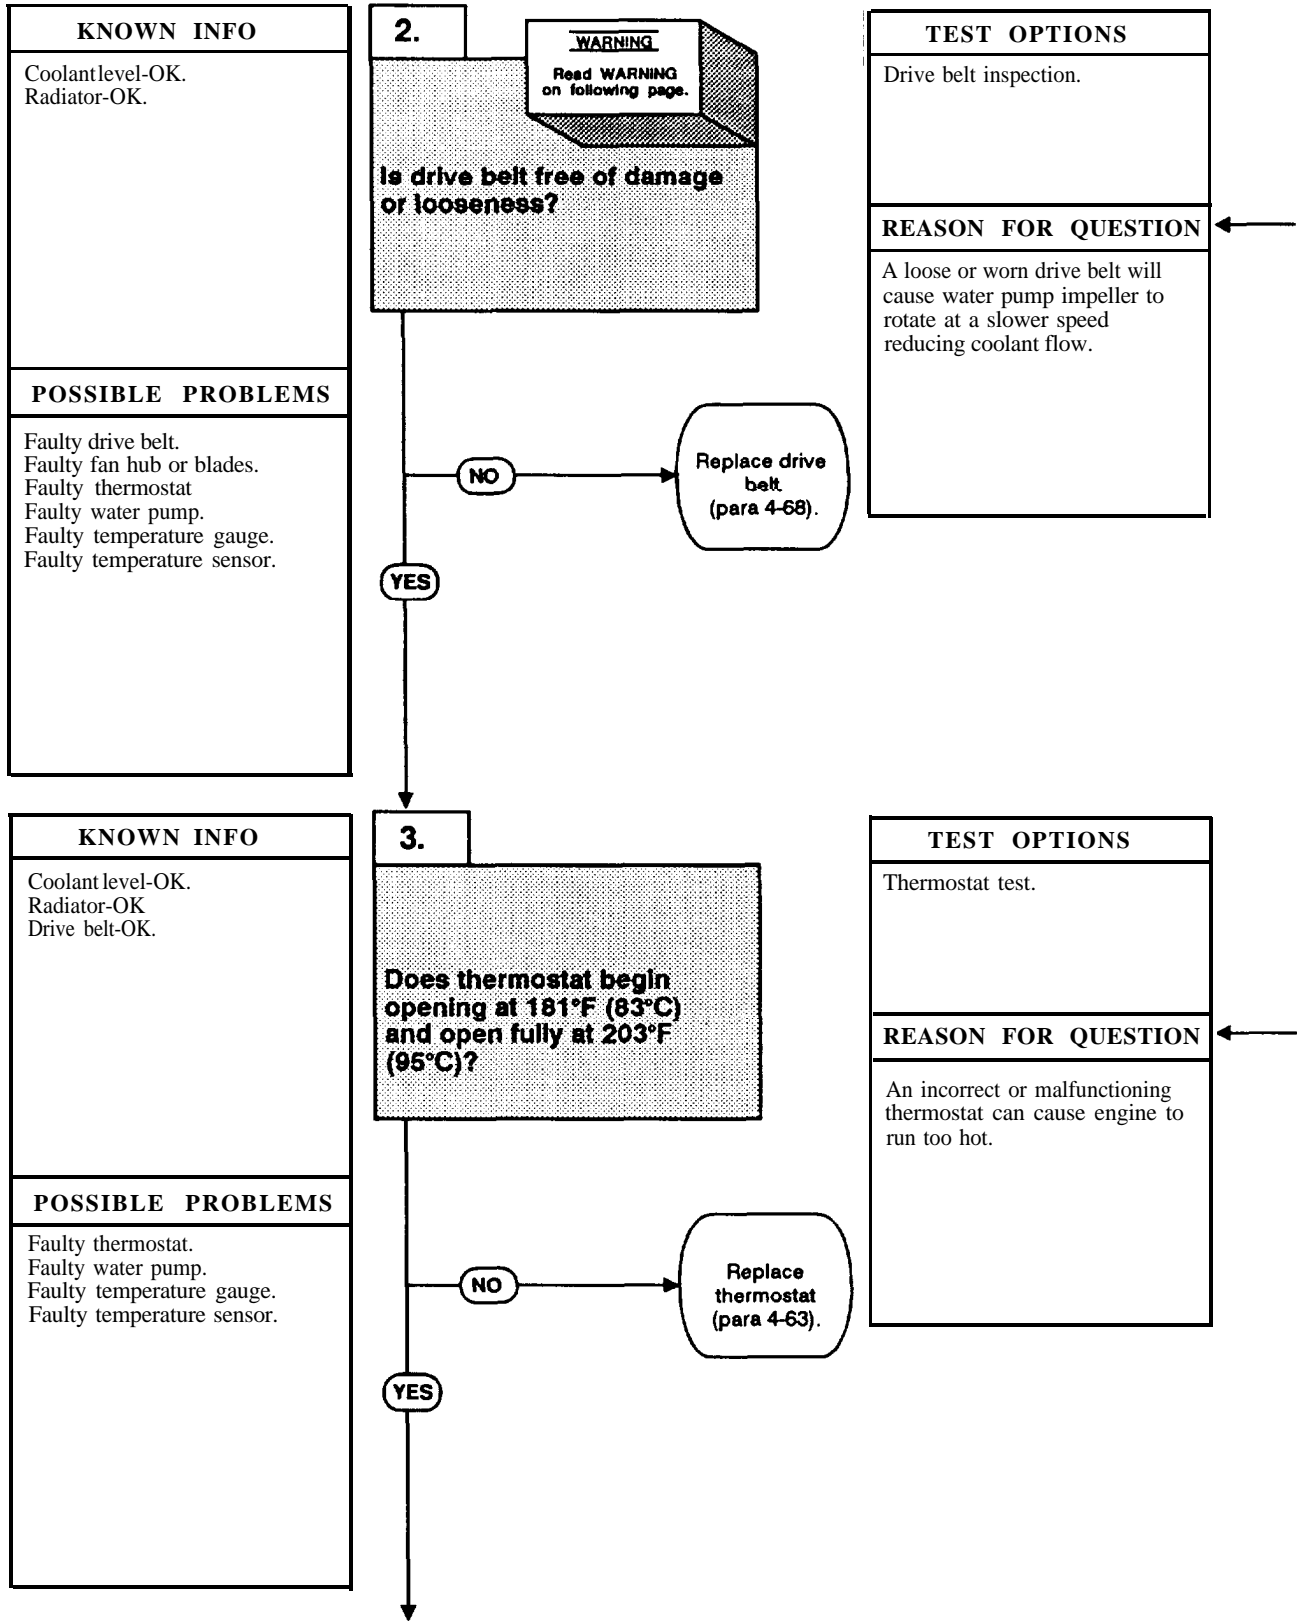 KNOWN INFO
Coolant level-OK.
Radiator-OK.
POSSIBLE PROBLEMS
Faulty drive belt.
Faulty fan hub or blades.
Faulty thermostat
Faulty water pump.
Faulty temperature gauge.
Faulty temperature sensor.
2.
WARNING
Read WARNING
on following page.
Is drive belt free of damage
or looseness?
NO
Replace drive
belt
(para 4-68).
YES
TEST OPTIONS
Drive belt inspection.
REASON FOR QUESTION
A loose or worn drive belt will
cause water pump impeller to
rotate at a slower speed
reducing coolant flow.
KNOWN INFO
Coolant level-OK.
Radiator-OK
Drive belt-OK.
POSSIBLE PROBLEMS
Faulty thermostat.
Faulty water pump.
Faulty temperature gauge.
Faulty temperature sensor.
3.
Does thermostat begin
opening at 181°F (83°C)
and open fully at 203°F
(95°C)?
NO
Replace
thermostat
(para 4-63).
YES
TEST OPTIONS
Thermostat test.
REASON FOR QUESTION
An incorrect or malfunctioning
thermostat can cause engine to
run too hot.